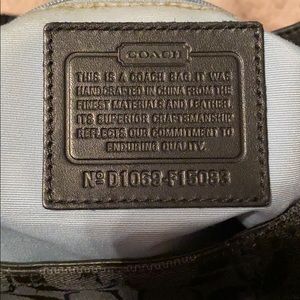 COACH
THIS IS A COACH BAG IT WAS
HANDCRAFTED IN CHINA FROM THE
FINEST MATERIALS AND LEATHER.
ITS SUPERIOR CRAFTSMANSHIP
REFLECTS OUR COMMITMENT TO
ENDURING QUALITY.
Nº D1063-F15083